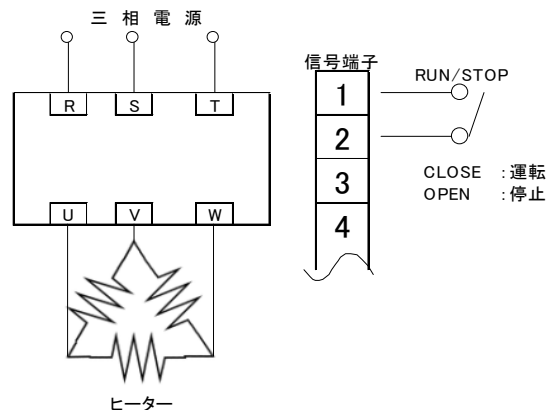 三相電源
R S T
U V W
ヒーター
信号端子
1
2
3
4
RUN/STOP
CLOSE :運転
OPEN :停止